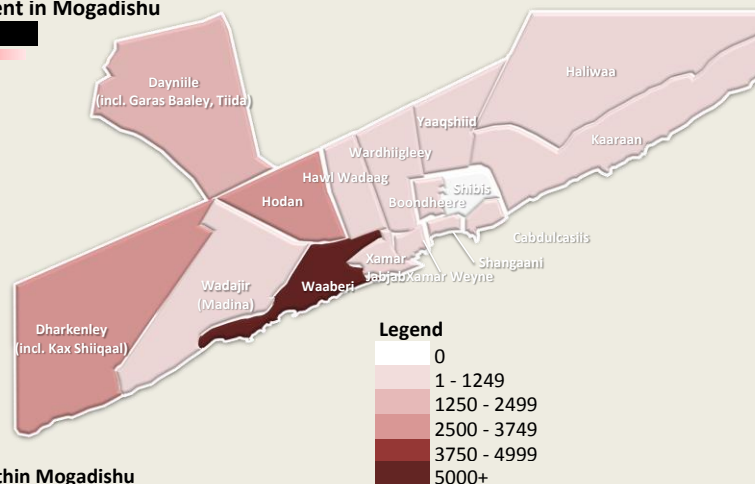 ent in Mogadishu
Dayniile
(incl. Garas Baaley, Tiida)
Haliwaa
Yaaqshiid
Kaaraan
Wardhiigleey
Hawl Wadaag
Shibis
Hodan
Boondheere
Cabdulcasiis
Xamar
Jabjab
Xamar Weyne
Shangaani
Wadajir
(Madina)
Waaberi
Dharkenley
(incl. Kax Shiiqaal)
Legend
0
1 - 1249
1250 - 2499
2500 - 3749
3750 - 4999
5000+
thin Mogadishu